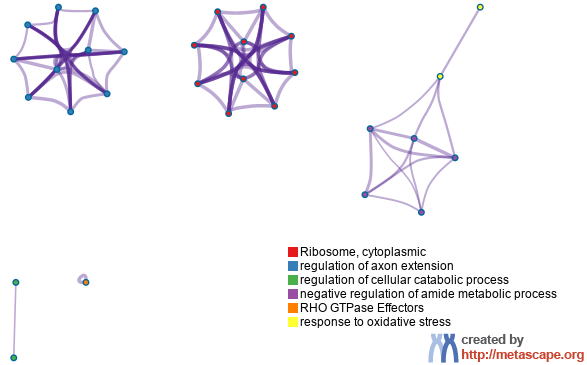 Ribosome, cytoplasmic
regulation of axon extension
regulation of cellular catabolic process
negative regulation of amide metabolic process
RHO GTPase Effectors
response to oxidative stress
created by
http://metascape.org